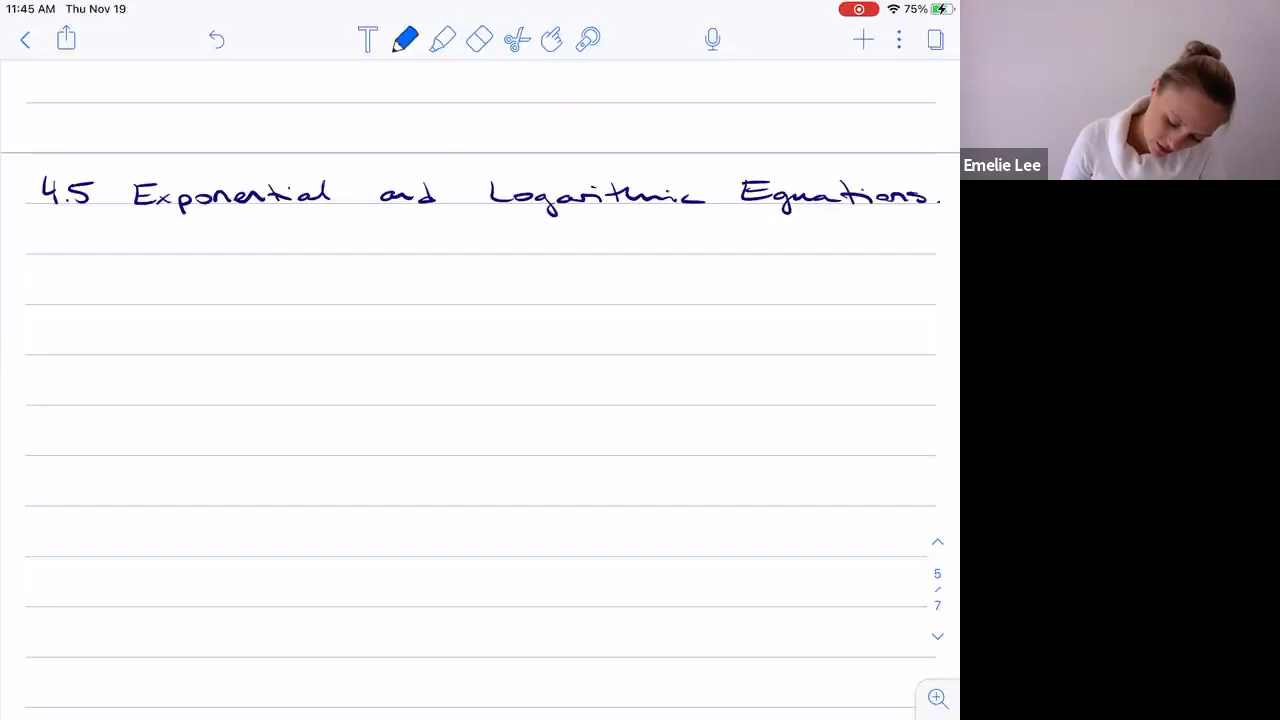 11:45 AM Thu Nov 19
75%
T
Emelie Lee
4.5 Exponential and Logarithmic Equations.
5
7